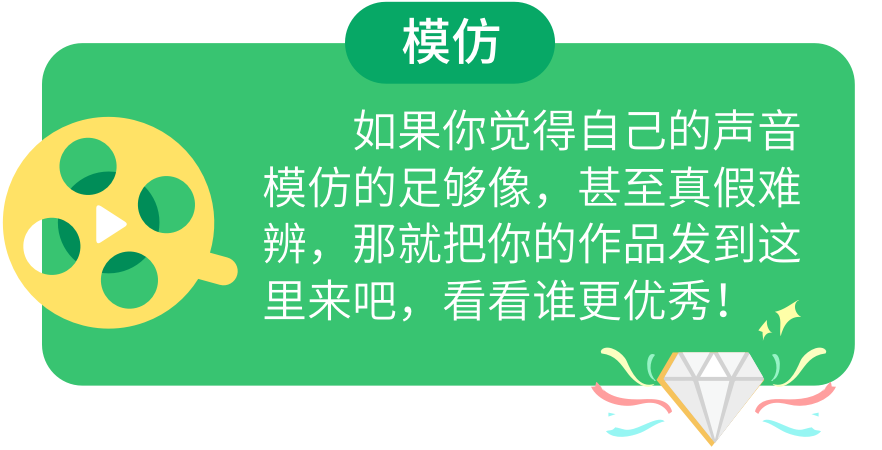 模仿
如果你觉得自己的声音
模仿的足够像，甚至真假难
辨，那就把你的作品发到这
里来吧，看看谁更优秀！